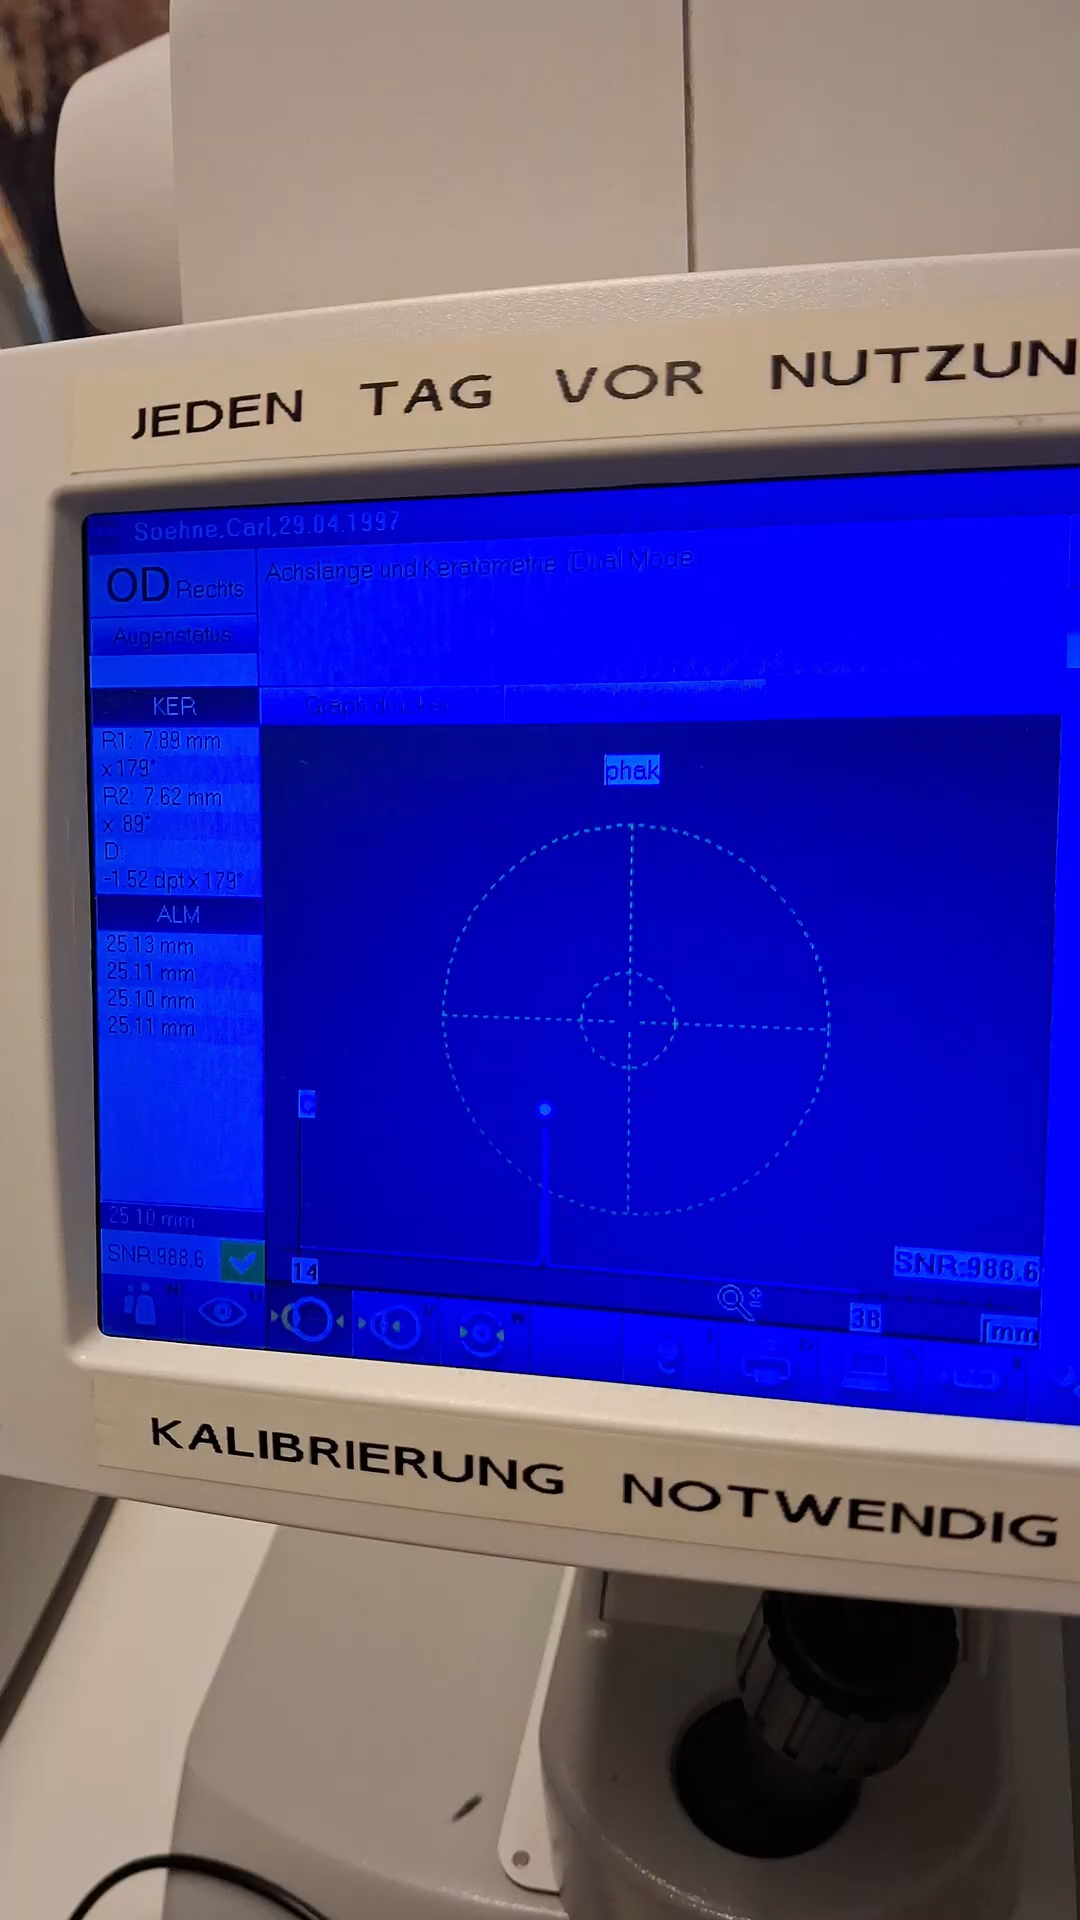 JEDEN TAG VOR NUTZUN
Soehne,Carl,29.04.1997
OD Rechts
Achslänge und Keratometrie (Dual Mode
Augenstatus
KER
R1: 7.89 mm
x 179°
R2: 7.62 mm
x 89°
D:
-1.52 dpt x 179°
ALM
25.13 mm
25.11 mm
25.10 mm
25.11 mm
25.10 mm
SNR:988.6
phak
14
SNR:988.6
38
[mm
KALIBRIERUNG NOTWENDIG